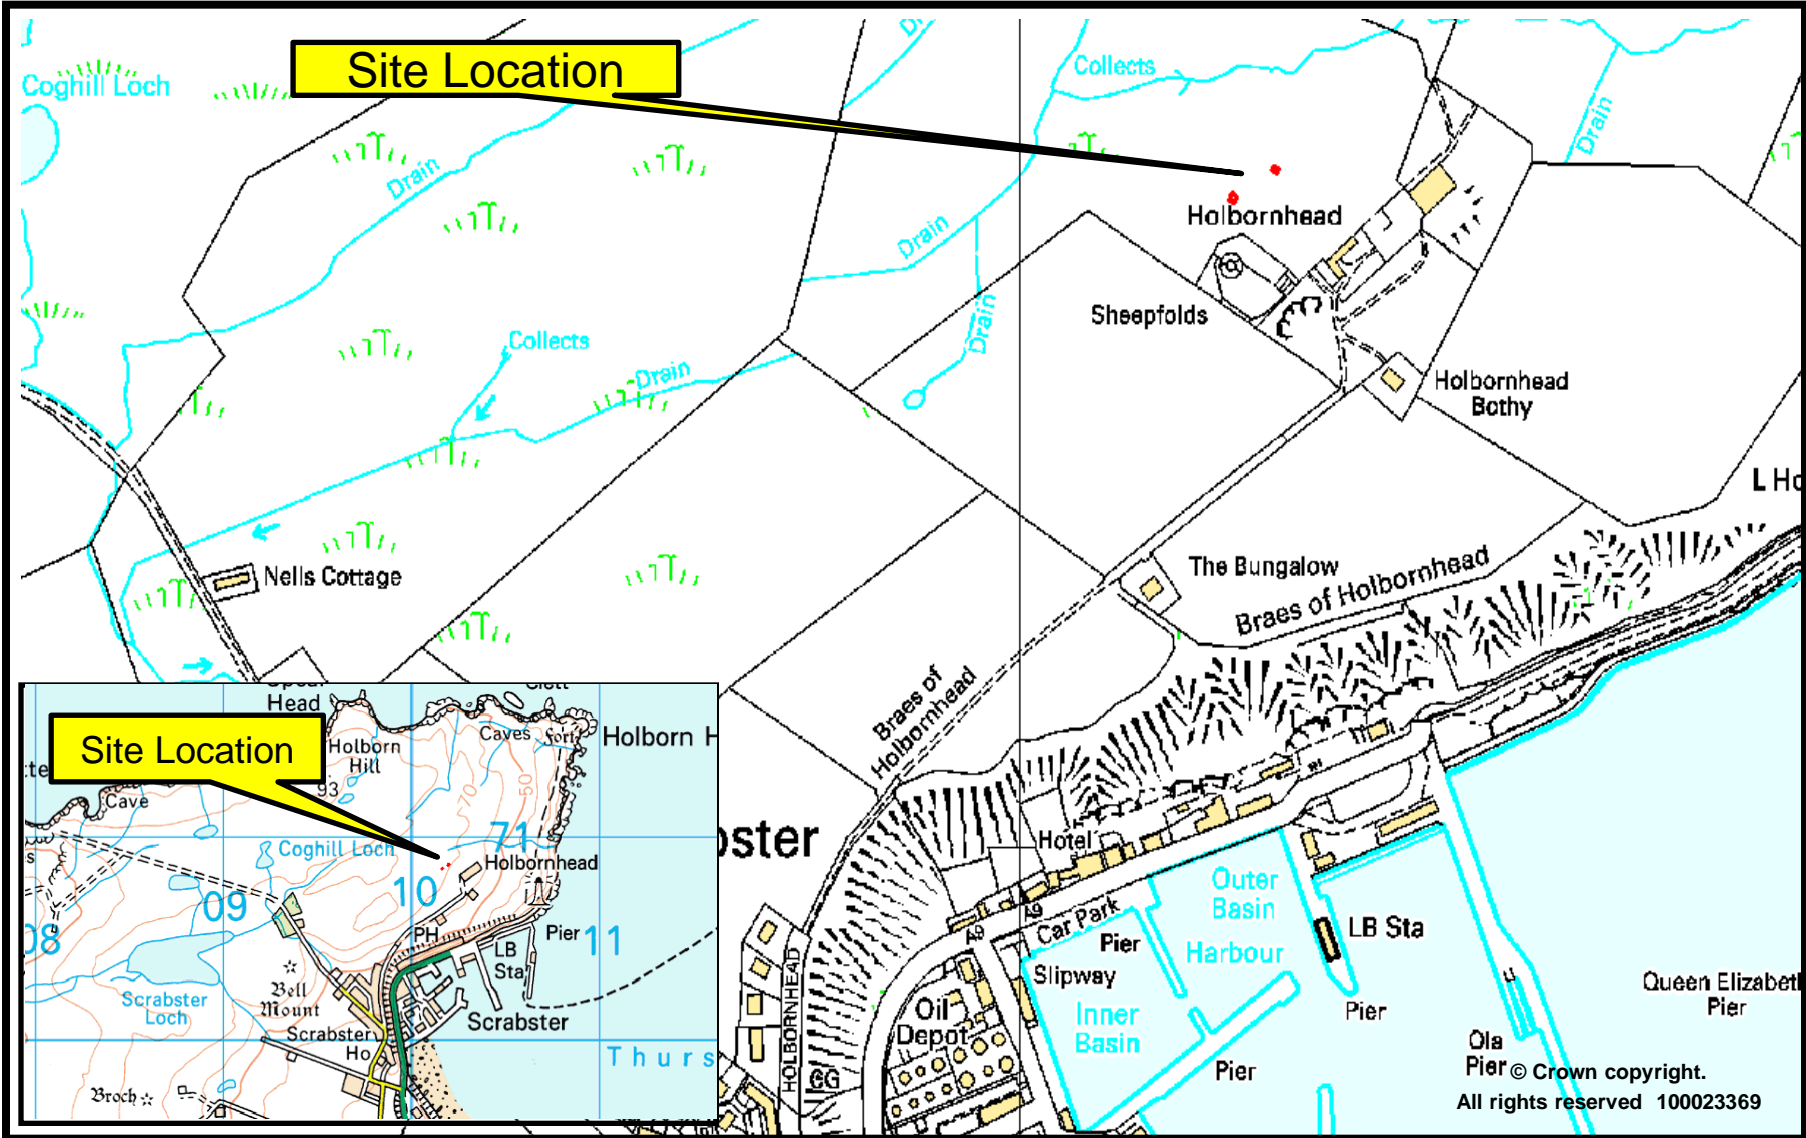 Site Location
Coghill Loch
Collects
Drain
Drain
Drain
Drain
Holbornhead
Sheepfolds
Collects
Drain
Holbornhead
Bothy
Nells Cottage
The Bungalow
Braes of Holbornhead
Braes of
Holbornhead
Hotel
A9
A9
Car Park
Pier
Slipway
Outer
Basin
Harbour
LB Sta
Pier
Inner
Basin
Oil
Depot
Pier
HOLBORNHEAD
CG
Queen Elizabeth
Pier
Ola
Pier
© Crown copyright.
All rights reserved 100023369
Head
Site Location
Holborn
Hill
93
Caves
Fort
Holborn H
Cave
70
50
71
Coghill Loch
Holbornhead
10
09
08
11
PH
Pier
LB
Sta
Bell
Mount
Scrabster
Loch
Scrabster
Scrabster
Ho
Thurs
Broch